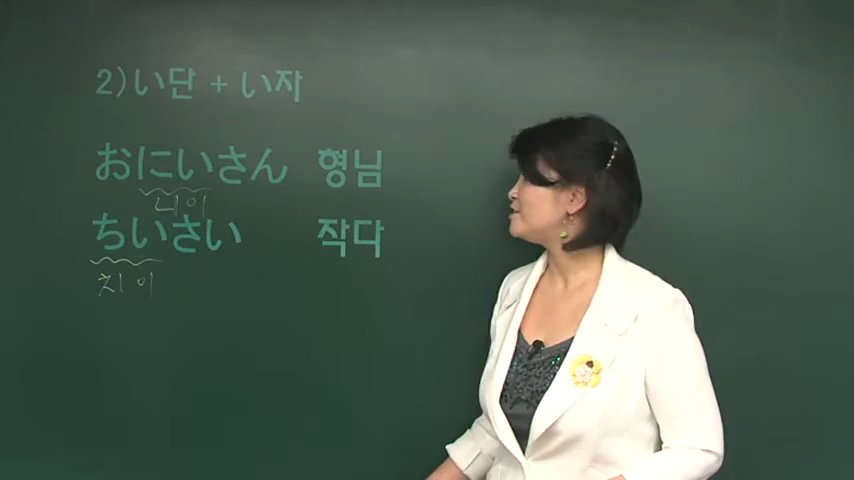 2)い단 + い자
おにいさん 형님
니이
ちいさい 작다
치이